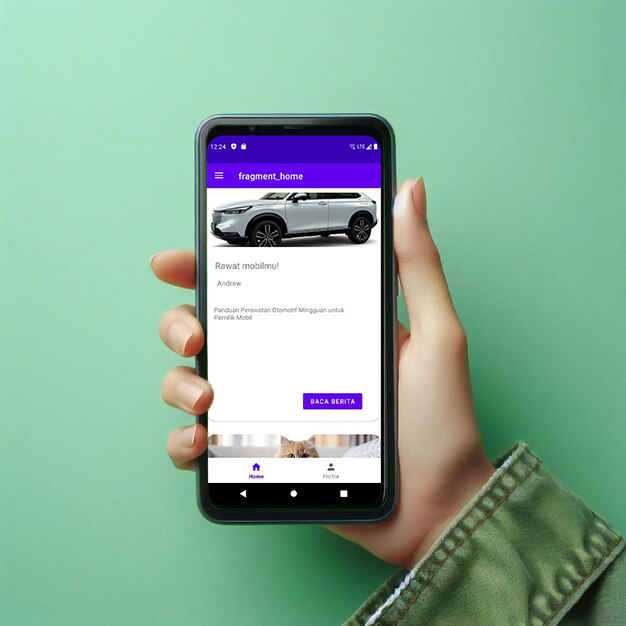 12:24 LTE
fragment_home
Rawat mobilmu!
Andrew
Panduan Perawatan Otomotif Mingguan untuk
Pemilik Mobil
BACA BERITA
Home Profile